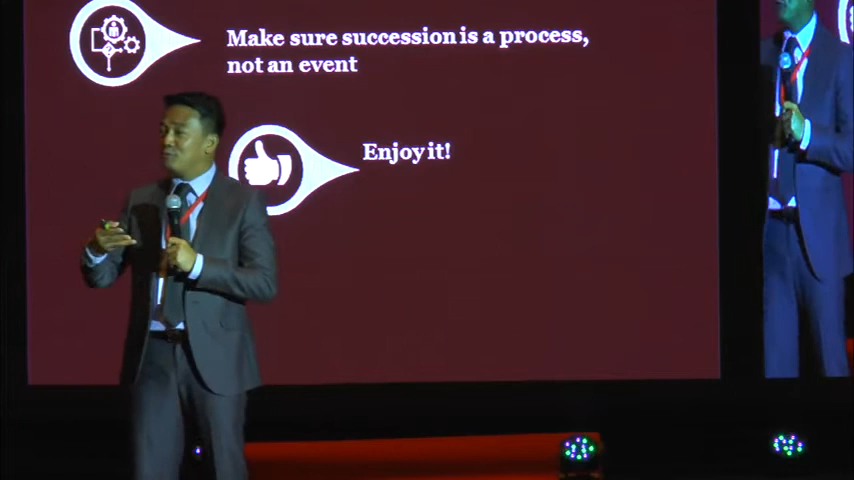 Make sure succession is a process,
not an event
Enjoy it!